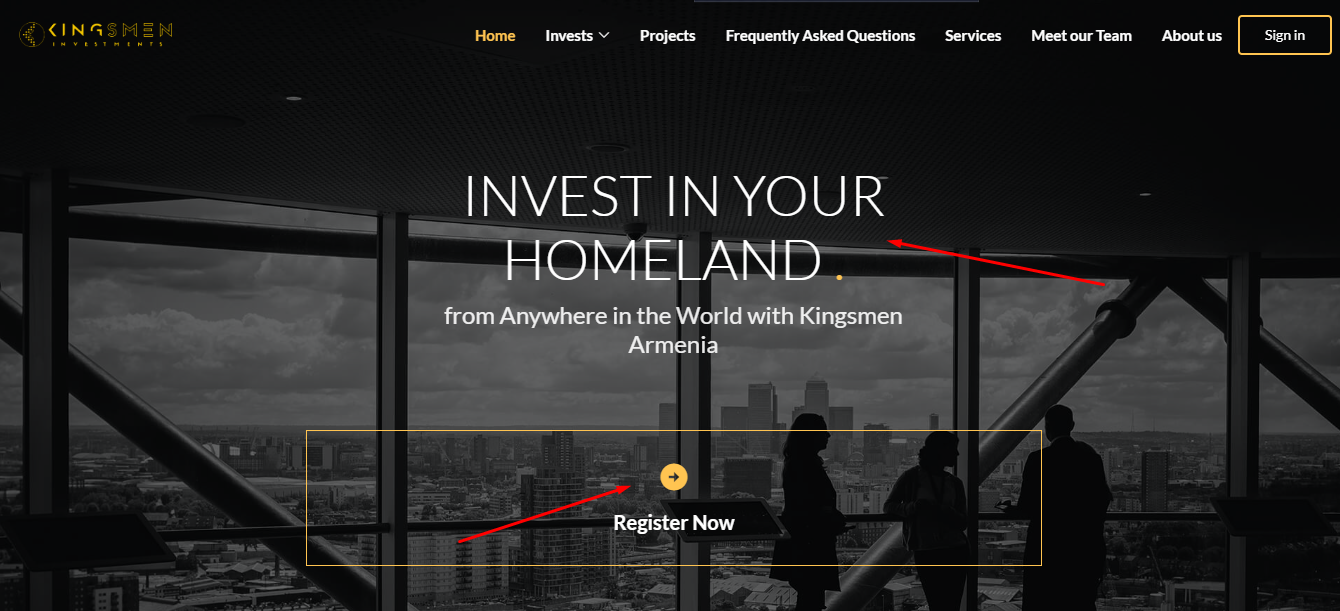 KINGSMEN
INVESTMENTS
Home Invests Projects Frequently Asked Questions Services Meet our Team About us Sign in
INVEST IN YOUR
HOMELAND .
from Anywhere in the World with Kingsmen
Armenia
Register Now